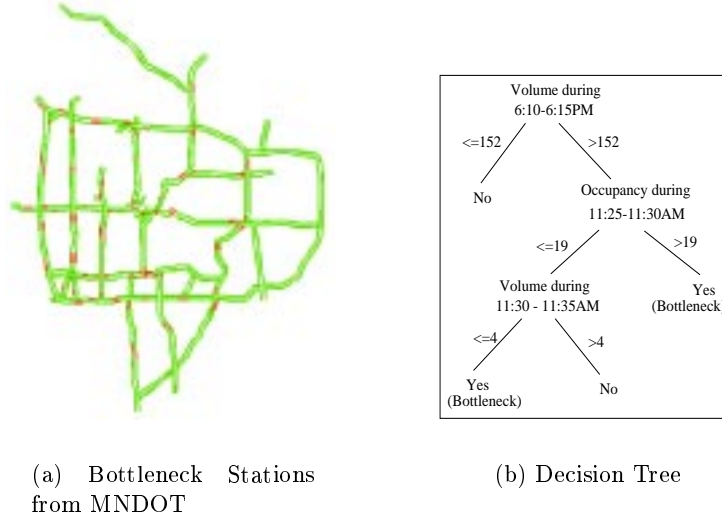 Volume during
6:10-6:15PM
<=152
>152
No
Occupancy during
11:25-11:30AM
<=19
>19
Volume during
11:30 - 11:35AM
Yes
(Bottleneck
<=4
>4
Yes
(Bottleneck)
No
(a) Bottleneck Stations
from MNDOT
(b) Decision Tree